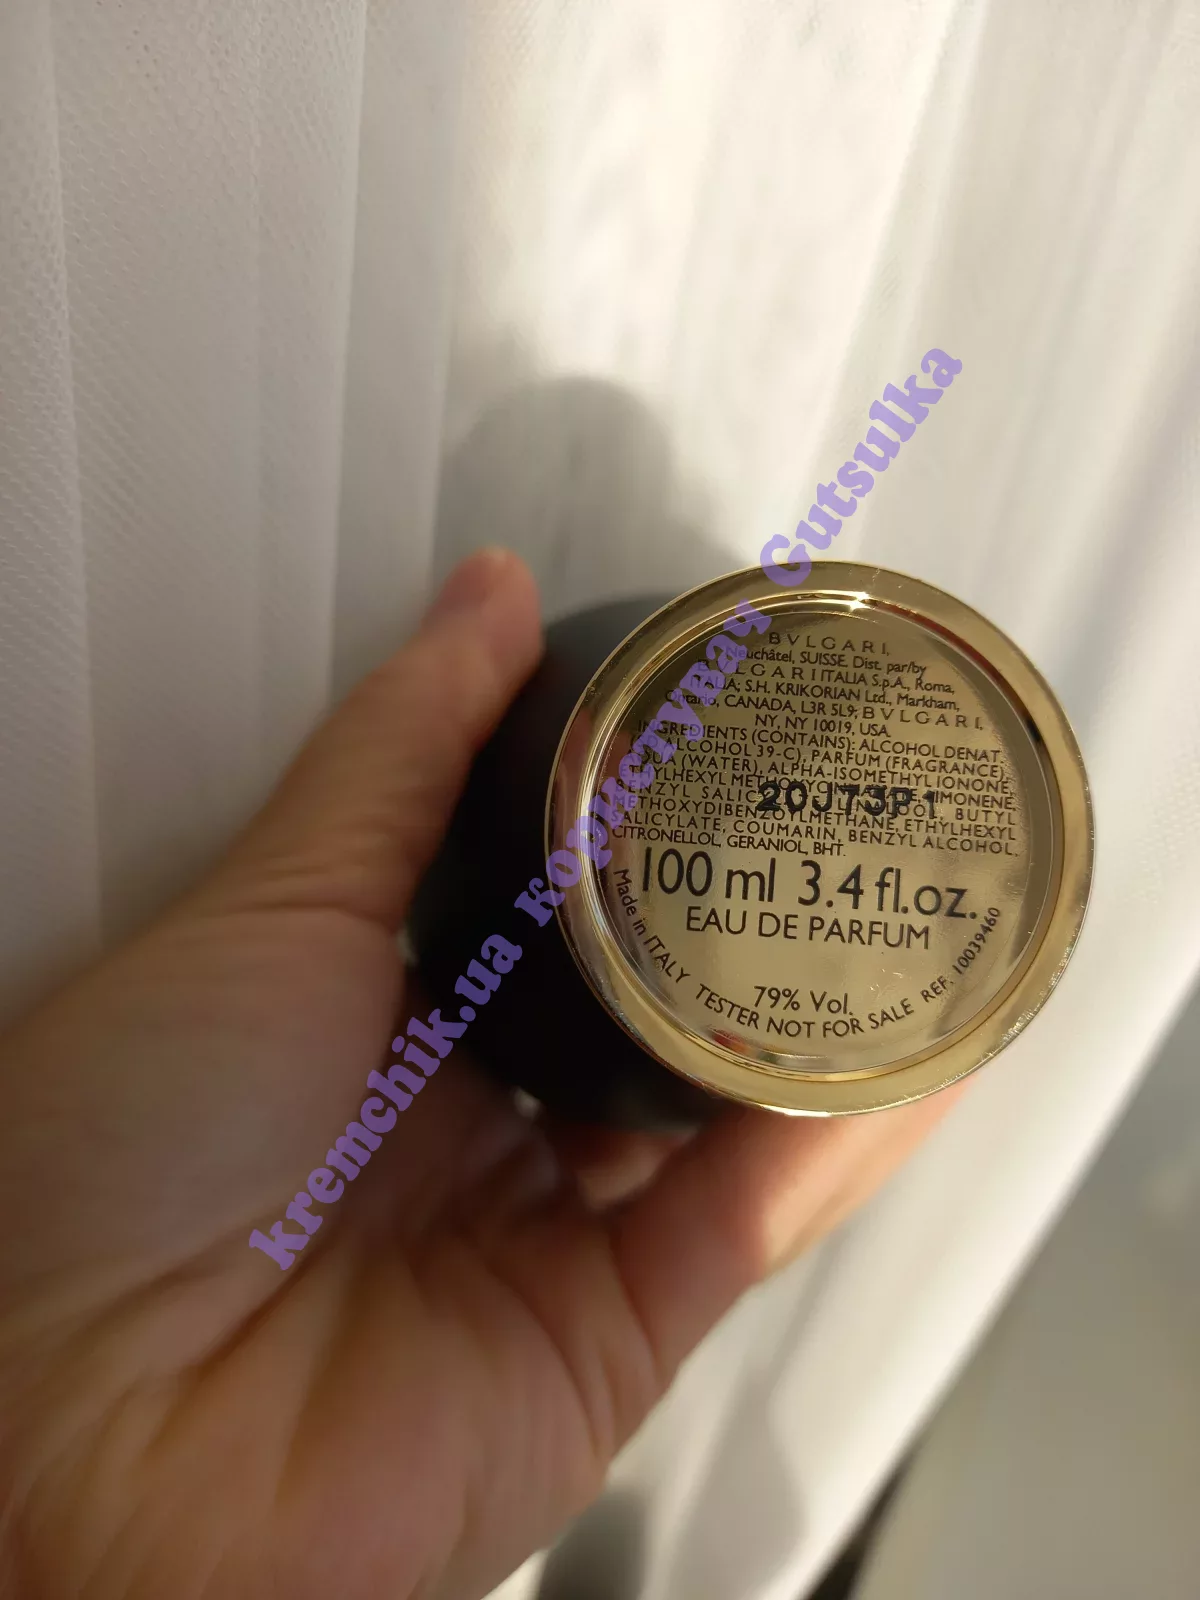 BVLGARI,
Neuchâtel, SUISSE. Dist. par/by
BVLGARI ITALIA S.p.A., Roma,
ITALIA; S.H. KRIKORIAN Ltd., Markham,
Ontario, CANADA, L3R 5L9; BVLGARI,
NY, NY 10019, USA.
INGREDIENTS (CONTAINS): ALCOHOL DENAT.
ALCOHOL 39-C), PARFUM (FRAGRANCE),
AQUA (WATER), ALPHA-ISOMETHYL IONONE,
ETHYLHEXYL METHOXYCINNAMATE, LIMONENE,
BENZYL SALICYLATE, LINALOOL, BUTYL
METHOXYDIBENZOYLMETHANE, ETHYLHEXYL
SALICYLATE, COUMARIN, BENZYL ALCOHOL,
CITRONELLOL, GERANIOL, BHT.
20J73P1
100 ml 3.4 fl.oz.
EAU DE PARFUM
79% Vol.
Made in ITALY TESTER NOT FOR SALE REF. 10039460
kremchik.ua користувач Gutsulka